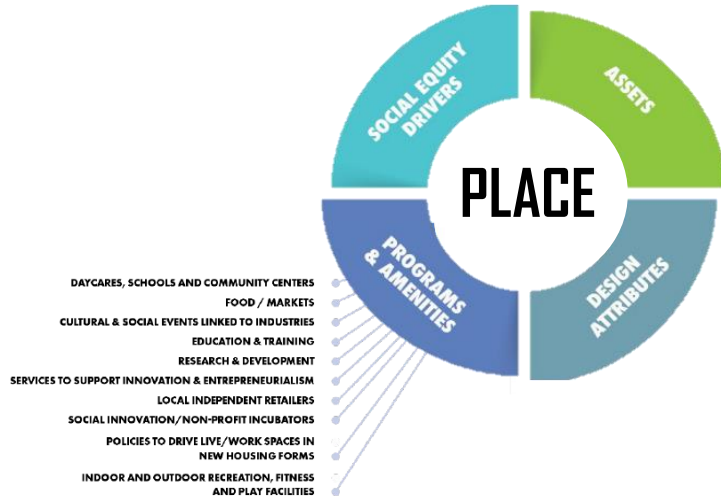 SOCIAL EQUITY
DRIVERS
ASSETS
PLACE
PROGRAMS
& AMENITIES
DESIGN
ATTRIBUTES
DAYCARES, SCHOOLS AND COMMUNITY CENTERS
FOOD / MARKETS
CULTURAL & SOCIAL EVENTS LINKED TO INDUSTRIES
EDUCATION & TRAINING
RESEARCH & DEVELOPMENT
SERVICES TO SUPPORT INNOVATION & ENTREPRENEURIALISM
LOCAL INDEPENDENT RETAILERS
SOCIAL INNOVATION/NON-PROFIT INCUBATORS
POLICIES TO DRIVE LIVE/WORK SPACES IN
NEW HOUSING FORMS
INDOOR AND OUTDOOR RECREATION, FITNESS
AND PLAY FACILITIES